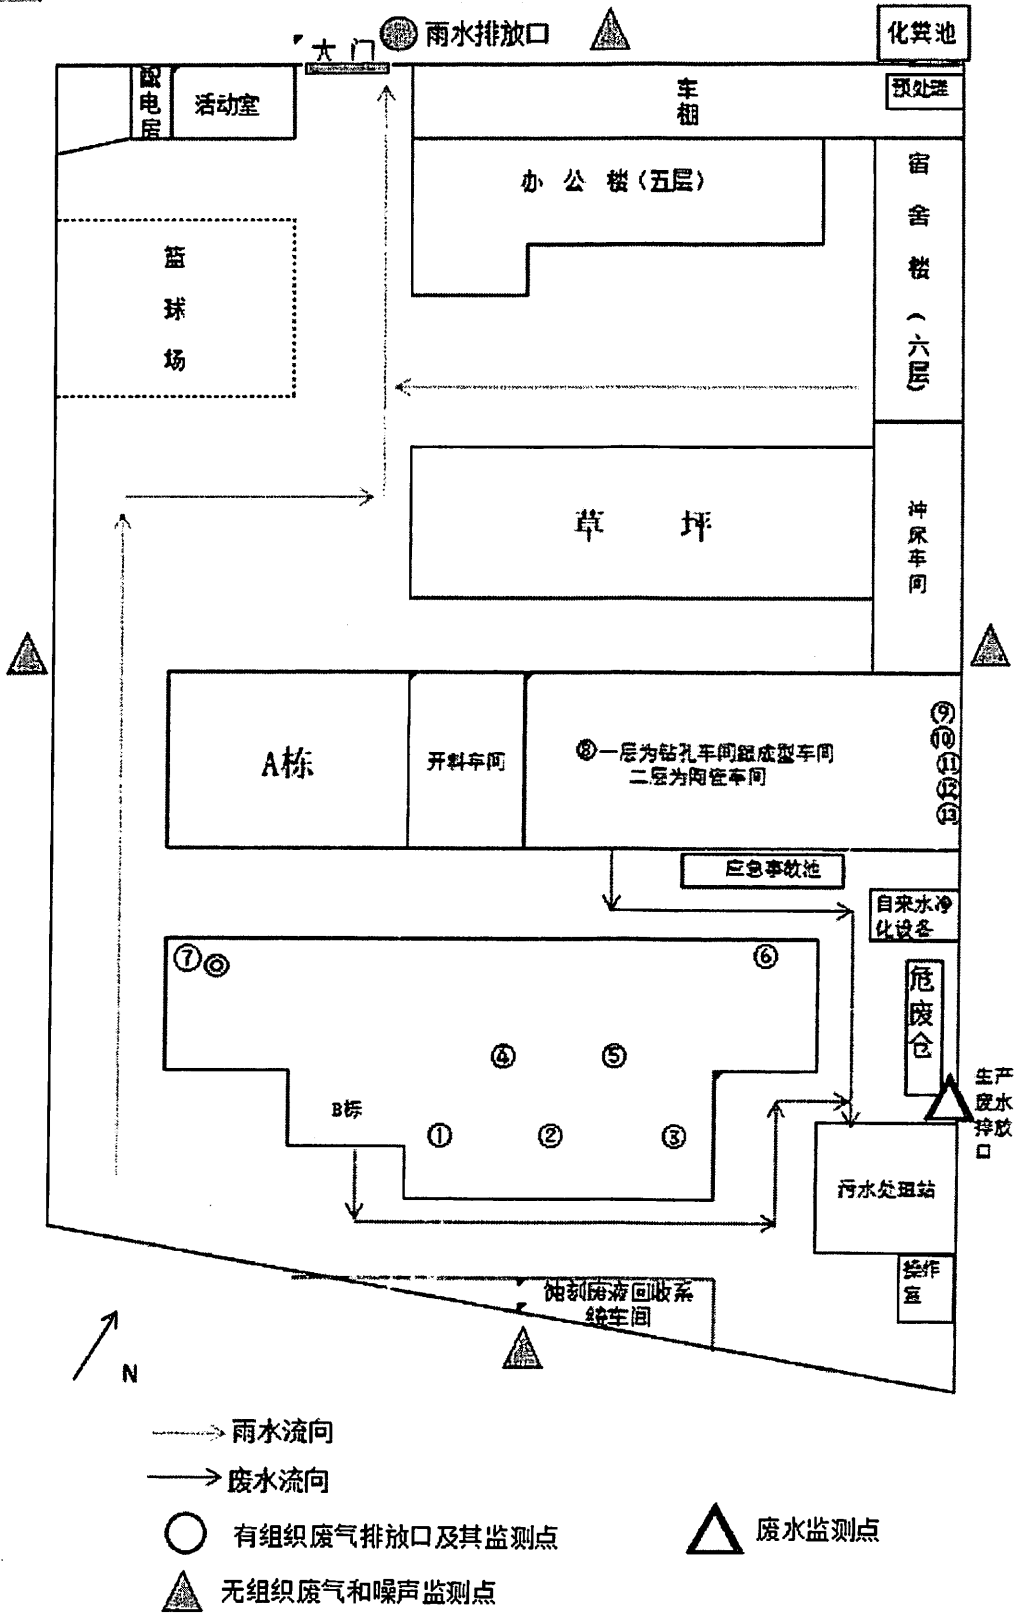 雨水排放口
化粪池
大门
配电房
活动室
车棚
预处理
办公楼(五层)
宿舍楼(六层)
篮球场
草坪
冲床车间
A栋
开料车间
⑧一层为钻孔车间跟成型车间
二层为陶瓷车间
⑨
⑩
⑪
⑫
⑬
应急事故池
自来水净
化设备
⑦
◎
⑥
危废仓
④
⑤
生产
废水
排放
口
B栋
①
②
③
污水处理站
操作
室
蚀刻废液回收系
统车间
N
雨水流向
废水流向
有组织废气排放口及其监测点
废水监测点
无组织废气和噪声监测点